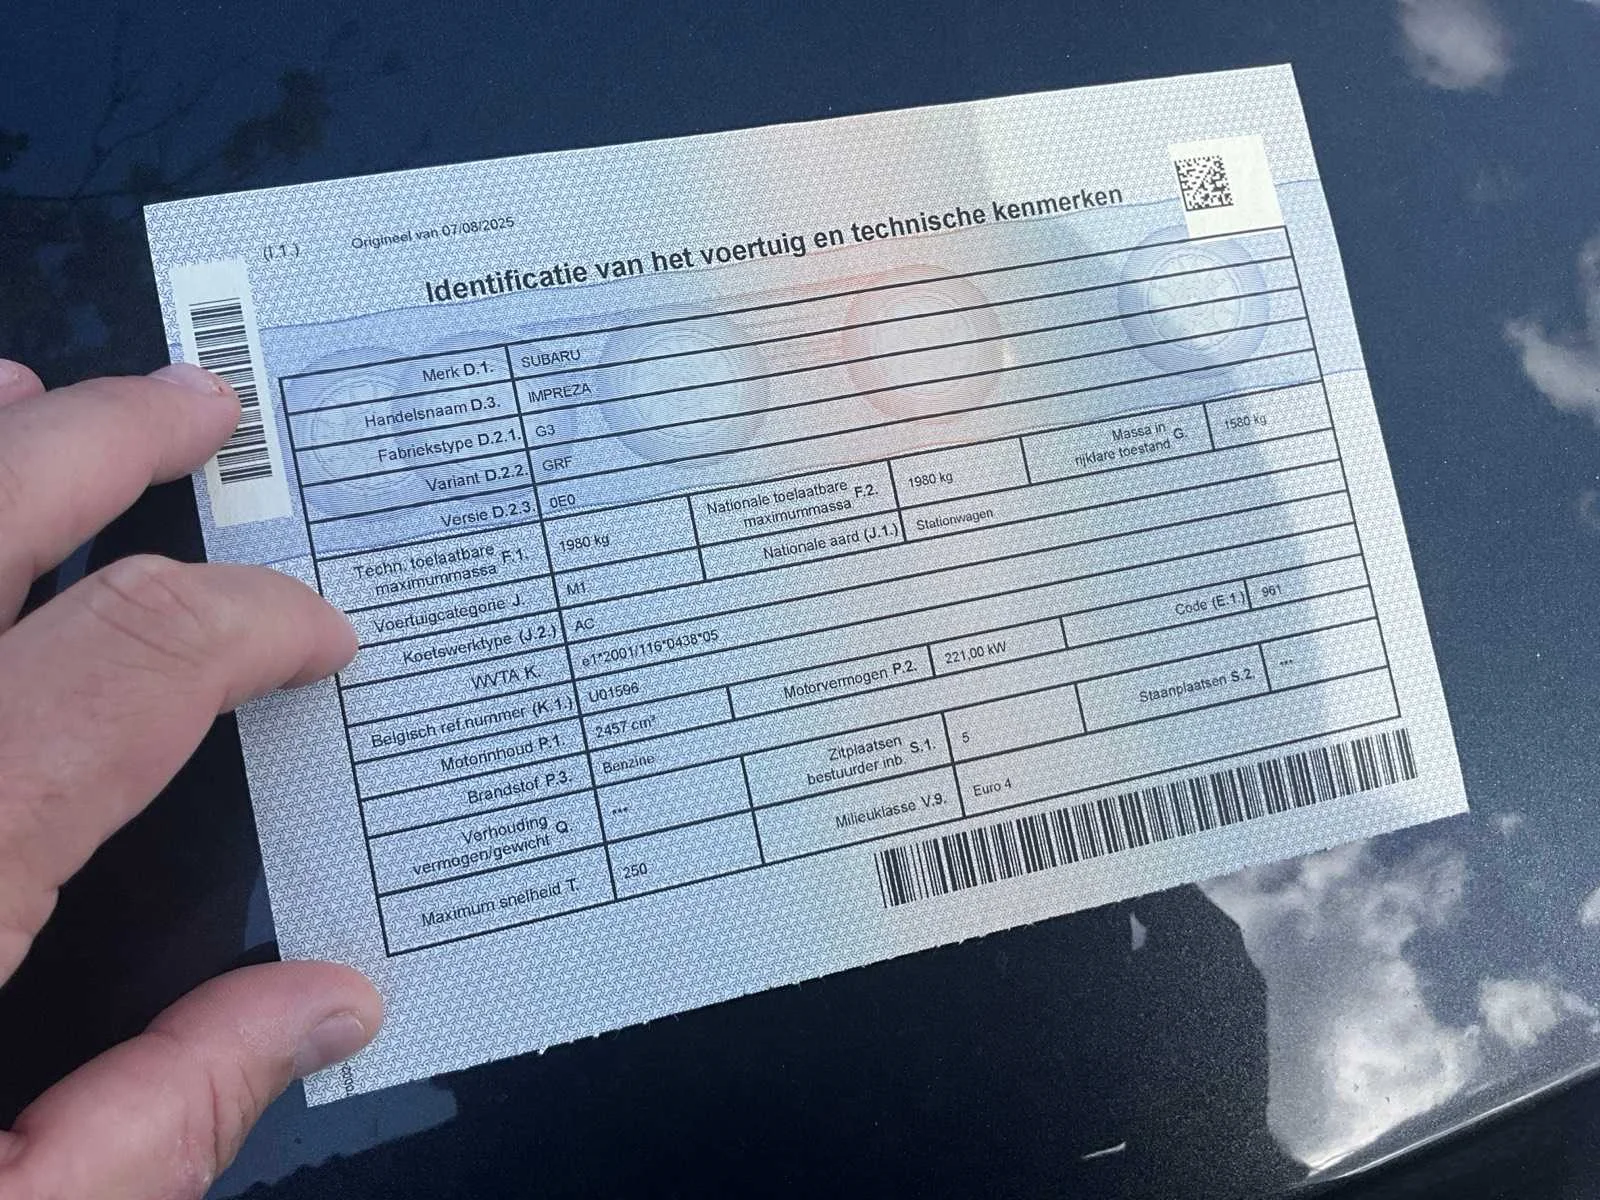 (I.1.)
Origineel van 07/08/2025
Identificatie van het voertuig en technische kenmerken
Merk D.1. SUBARU
Handelsnaam D.3. IMPREZA
Fabriekstype D.2.1. G3
Variant D.2.2. GRF
Versie D.2.3. 0E0
Techn. toelaatbare maximummassa F.1. 1980 kg
Nationale toelaatbare maximummassa F.2. 1980 kg
Massa in rijklare toestand G. 1580 kg
Voertuigcategorie J. M1
Nationale aard (J.1.) Stationwagen
Koetswerktype (J.2.) AC
WVTA K. e1*2001/116*0438*05
Belgisch ref.nummer (K.1.) U01596
Motorinhoud P.1. 2457 cm³
Motorvermogen P.2. 221,00 kW
Code (E.1.) 961
Brandstof P.3. Benzine
Verhouding vermogen/gewicht Q. ***
Zitplaatsen bestuurder inb. S.1. 5
Staanplaatsen S.2. ***
Maximum snelheid T. 250
Milieuklasse V.9. Euro 4